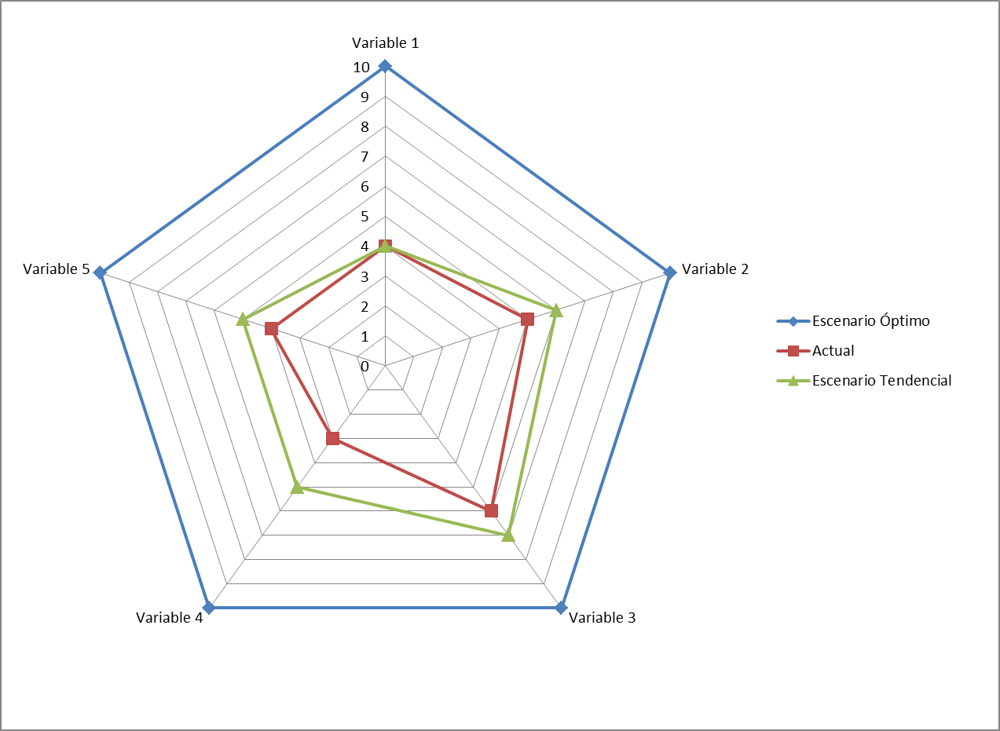 Variable 1
10
9
8
7
6
5
4
3
2
1
0
Variable 5
Variable 2
Escenario Óptimo
Actual
Escenario Tendencial
Variable 4
Variable 3